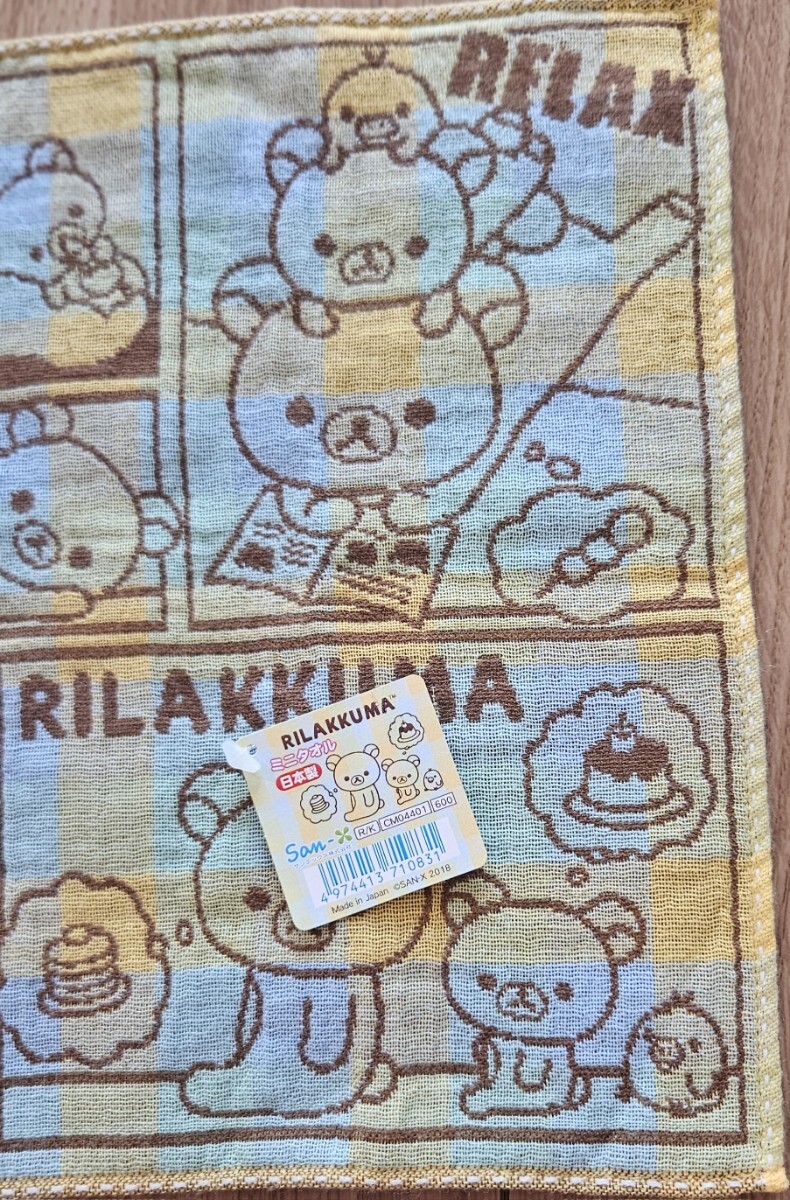 RELAX
RILAKKUMA
RILAKKUMA™
ミニタオル
日本製
San-X
R/K CM04401 600
4 974413 710831
Made in Japan ©SAN-X 2018